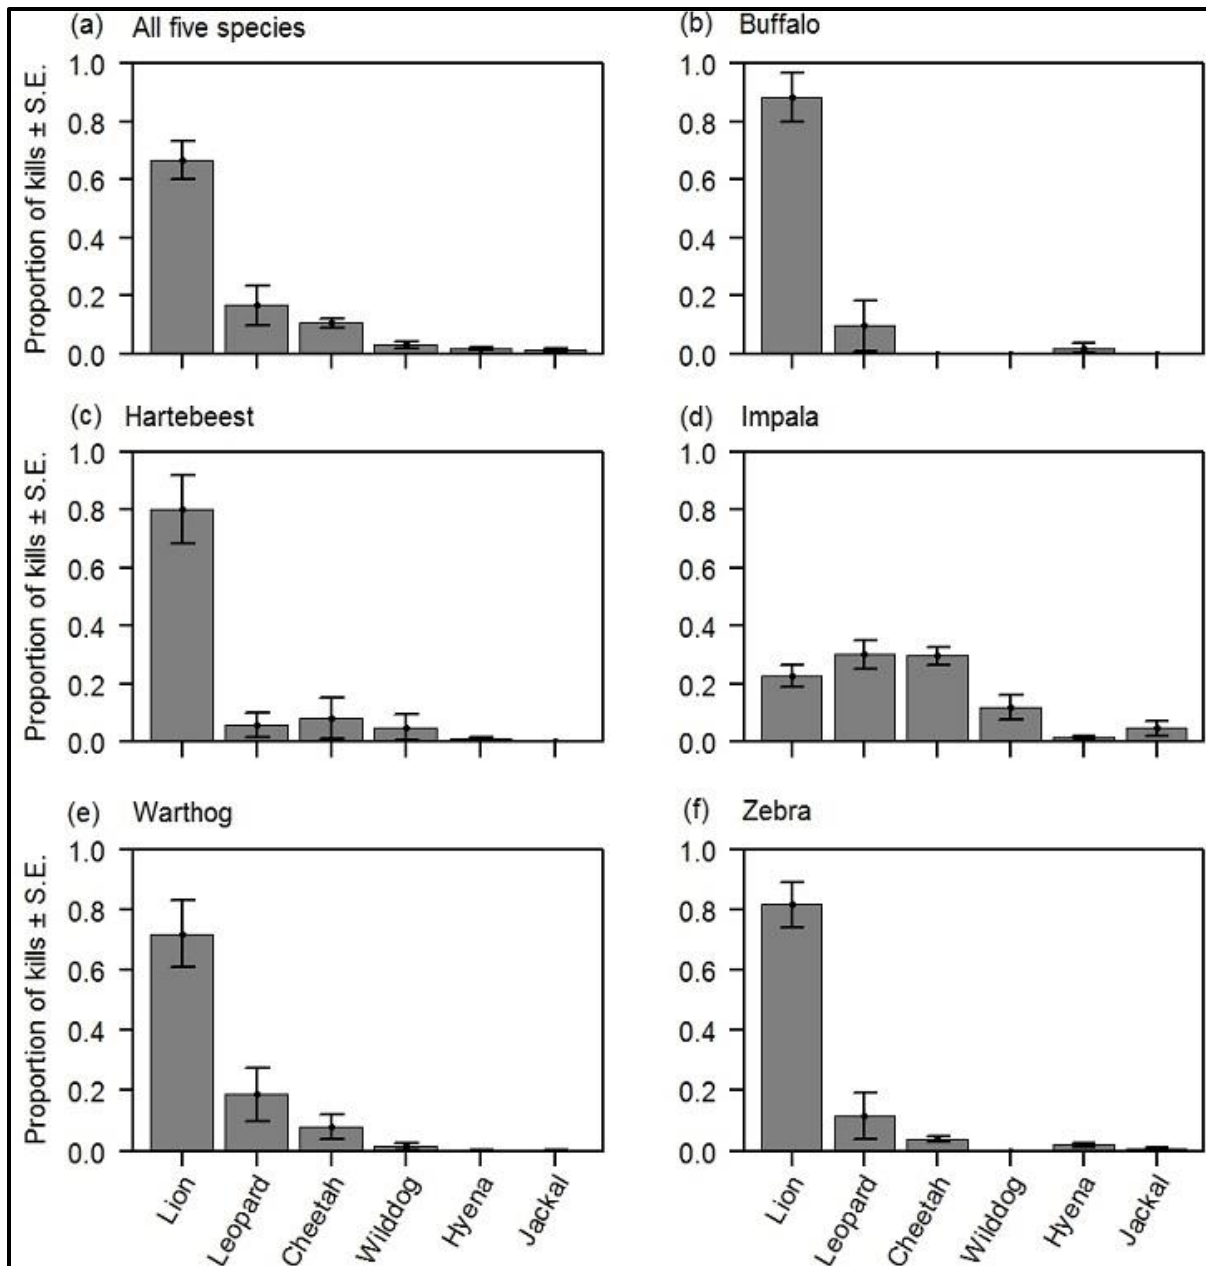 (a) All five species
(b) Buffalo
Proportion of kills ± S.E.
1.0
0.8
0.6
0.4
0.2
0.0
1.0
0.8
0.6
0.4
0.2
0.0
(c) Hartebeest
(d) Impala
Proportion of kills ± S.E.
1.0
0.8
0.6
0.4
0.2
0.0
1.0
0.8
0.6
0.4
0.2
0.0
(e) Warthog
(f) Zebra
Proportion of kills ± S.E.
1.0
0.8
0.6
0.4
0.2
0.0
1.0
0.8
0.6
0.4
0.2
0.0
Lion
Leopard
Cheetah
Wilddog
Hyena
Jackal
Lion
Leopard
Cheetah
Wilddog
Hyena
Jackal